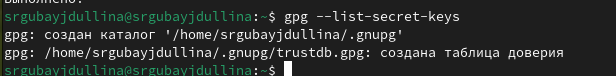 Выполнено.
srgubayjdullina@srgubayjdullina:~$ gpg --list-secret-keys
gpg: создан каталог '/home/srgubayjdullina/.gnupg'
gpg: /home/srgubayjdullina/.gnupg/trustdb.gpg: создана таблица доверия
srgubayjdullina@srgubayjdullina:~$